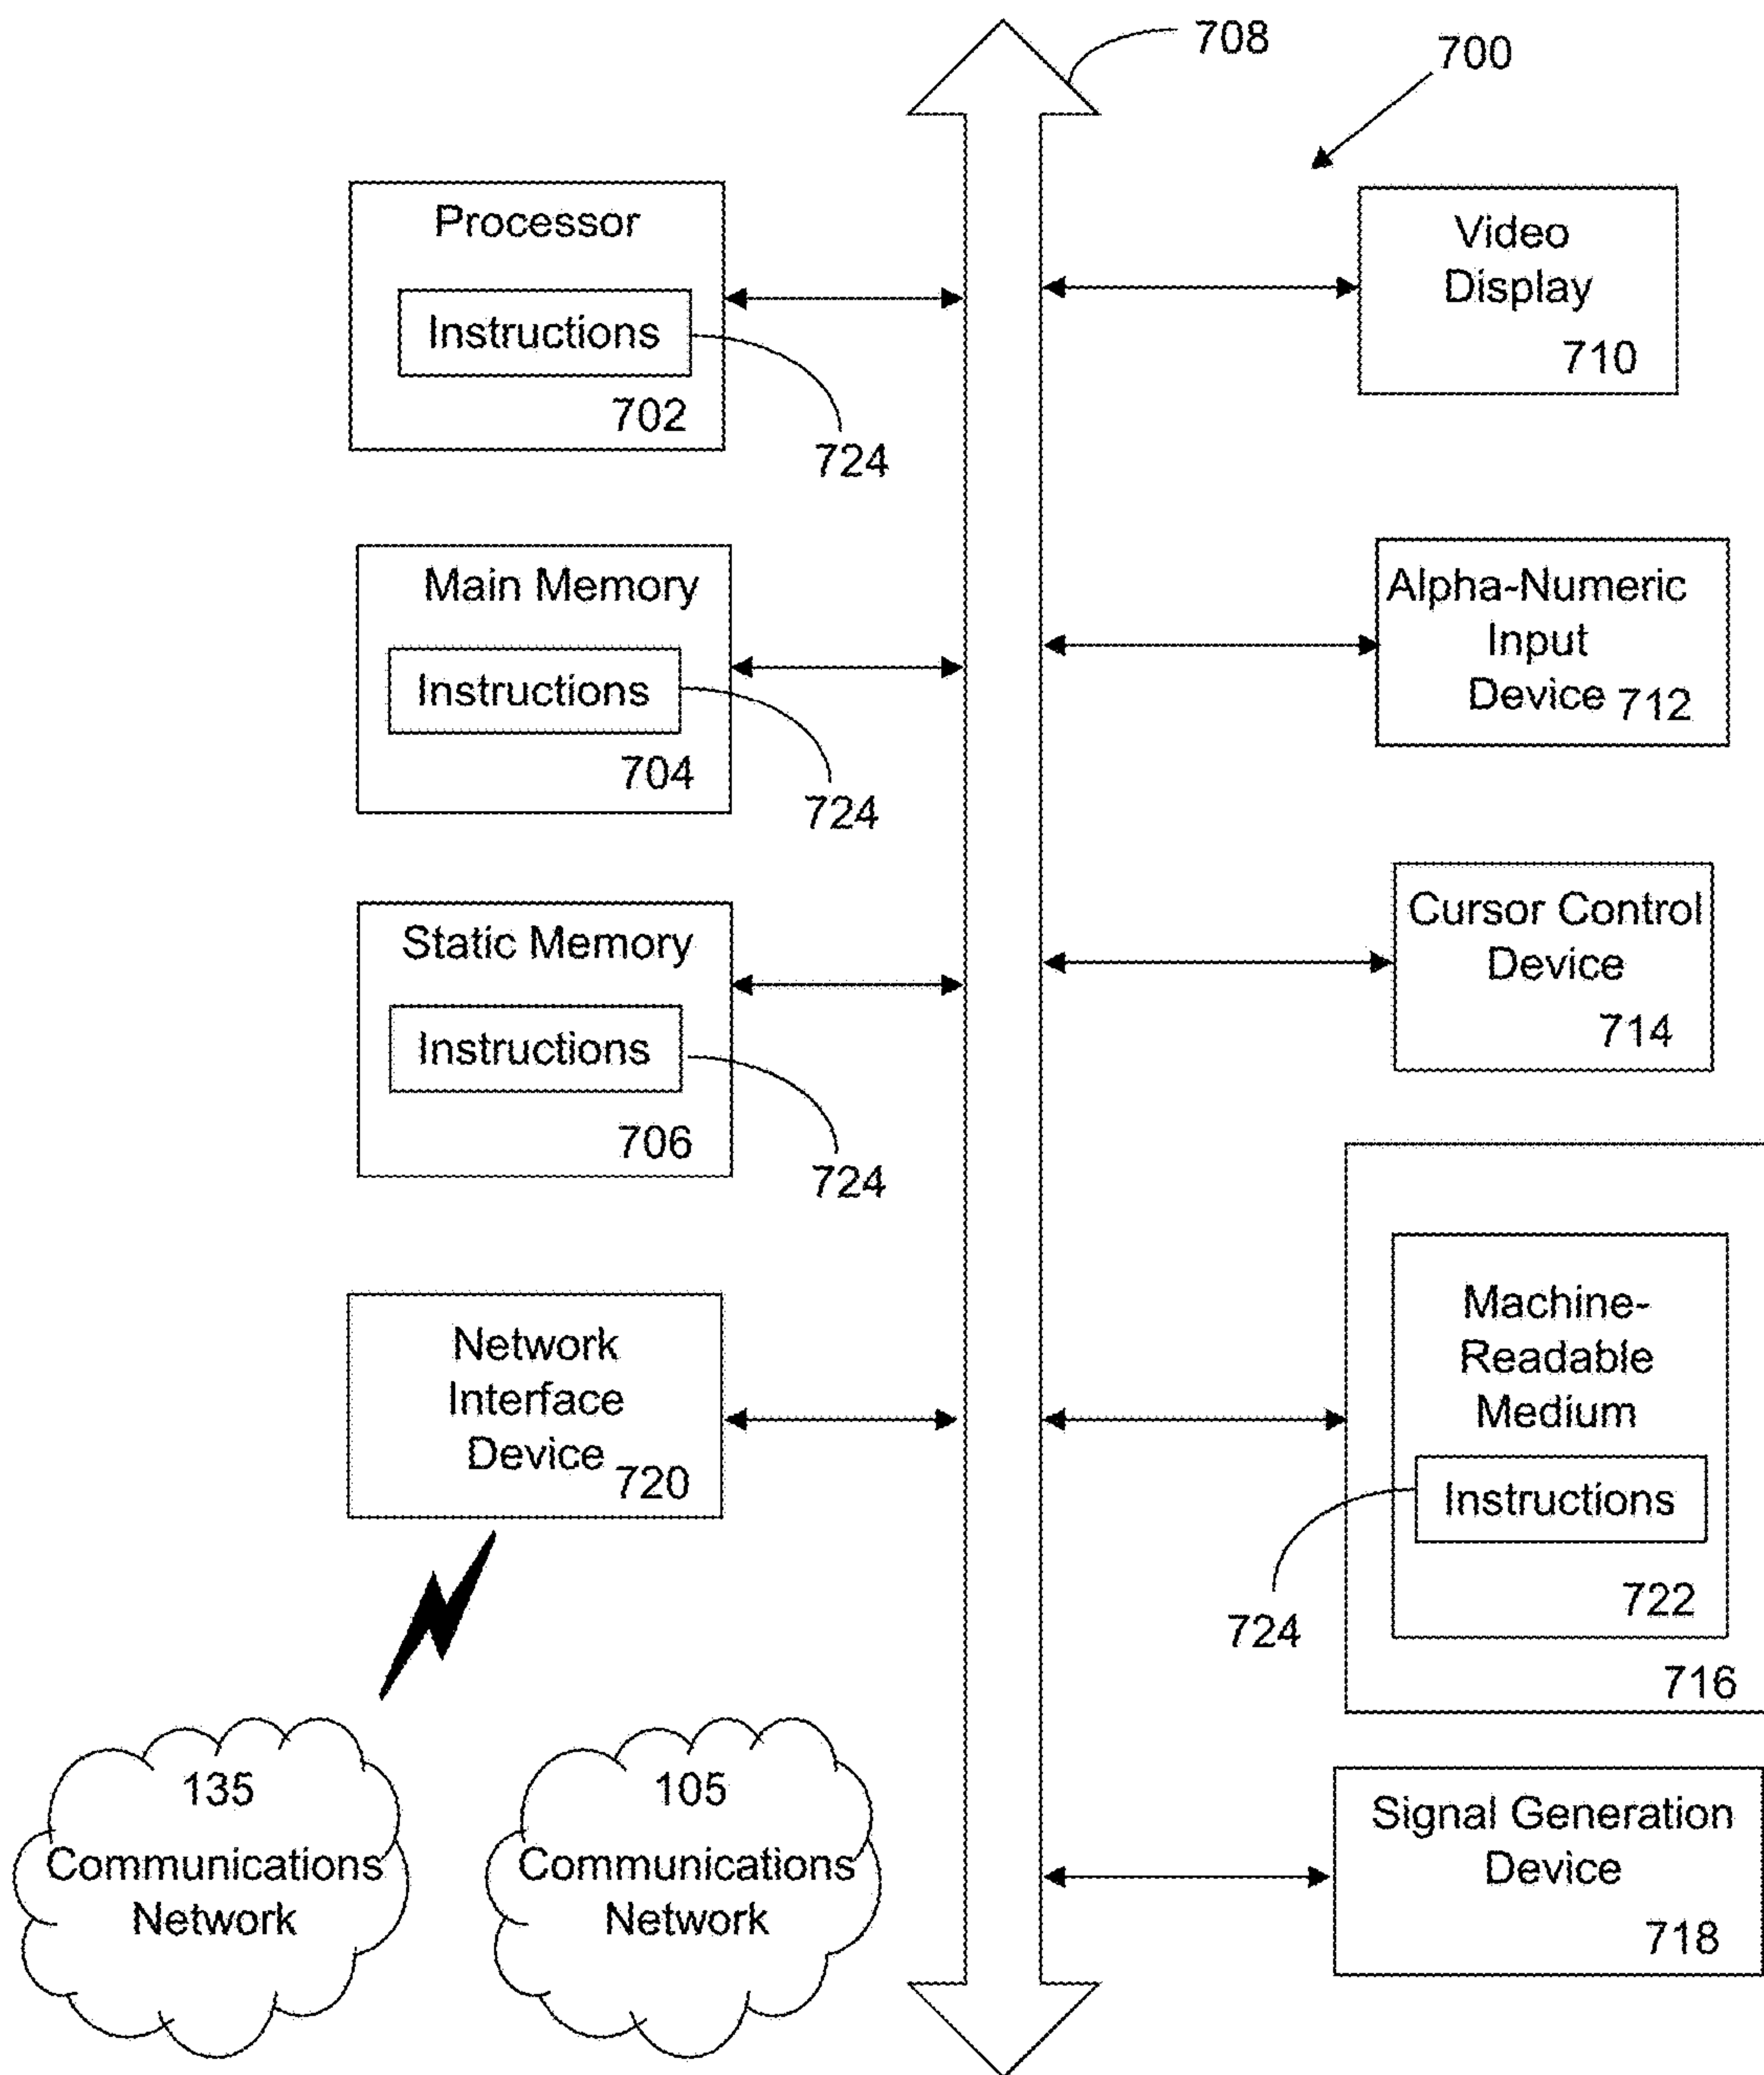 708
700
Processor
Instructions
702
724
Video
Display
710
Main Memory
Instructions
704
724
Alpha-Numeric
Input
Device 712
Static Memory
Instructions
706
724
Cursor Control
Device
714
Network
Interface
Device 720
Machine-
Readable
Medium
Instructions
722
724
716
135
Communications
Network
105
Communications
Network
Signal Generation
Device
718